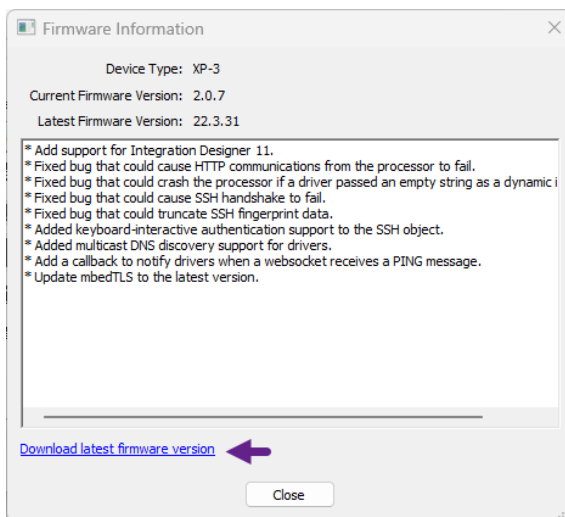 Firmware Information
Device Type: XP-3
Current Firmware Version: 2.0.7
Latest Firmware Version: 22.3.31
* Add support for Integration Designer 11.
* Fixed bug that could cause HTTP communications from the processor to fail.
* Fixed bug that could crash the processor if a driver passed an empty string as a dynamic i
* Fixed bug that could cause SSH handshake to fail.
* Fixed bug that could truncate SSH fingerprint data.
* Added keyboard-interactive authentication support to the SSH object.
* Added multicast DNS discovery support for drivers.
* Add a callback to notify drivers when a websocket receives a PING message.
* Update mbedTLS to the latest version.
Download latest firmware version
Close